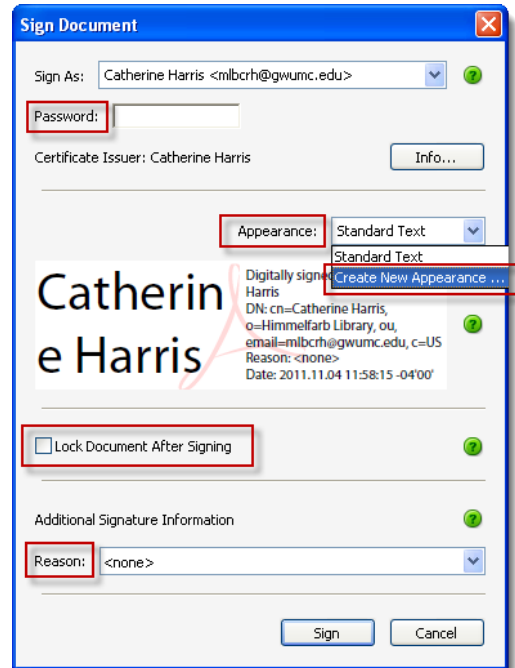 Sign Document
Sign As: Catherine Harris <mlbcrh@gwumc.edu>
Password:
Certificate Issuer: Catherine Harris Info...
Appearance: Standard Text
Standard Text
Create New Appearance ...
Catherin
e Harris
Digitally signe
Harris
DN: cn=Catherine Harris,
o=Himmelfarb Library, ou,
email=mlbcrh@gwumc.edu, c=US
Reason: <none>
Date: 2011.11.04 11:58:15 -04'00'
Lock Document After Signing
Additional Signature Information
Reason: <none>
Sign Cancel